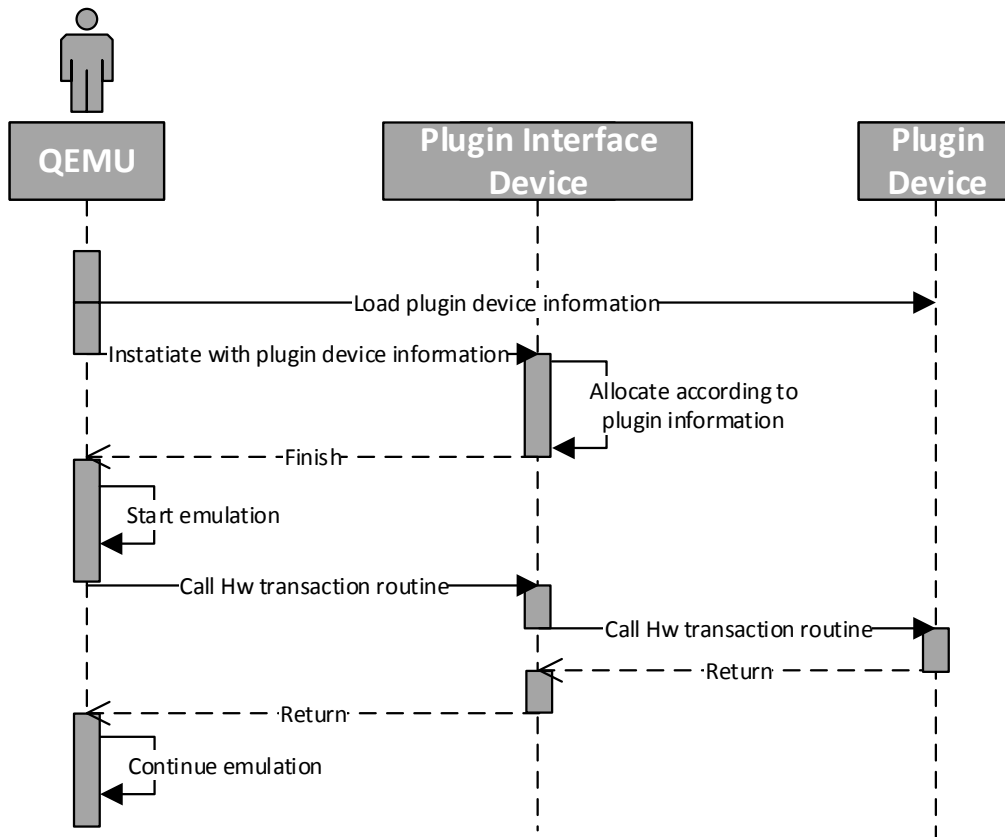 QEMU
Plugin Interface
Device
Plugin
Device
Load plugin device information
Instatiate with plugin device information
Allocate according to
plugin information
Finish
Start emulation
Call Hw transaction routine
Call Hw transaction routine
Return
Return
Continue emulation